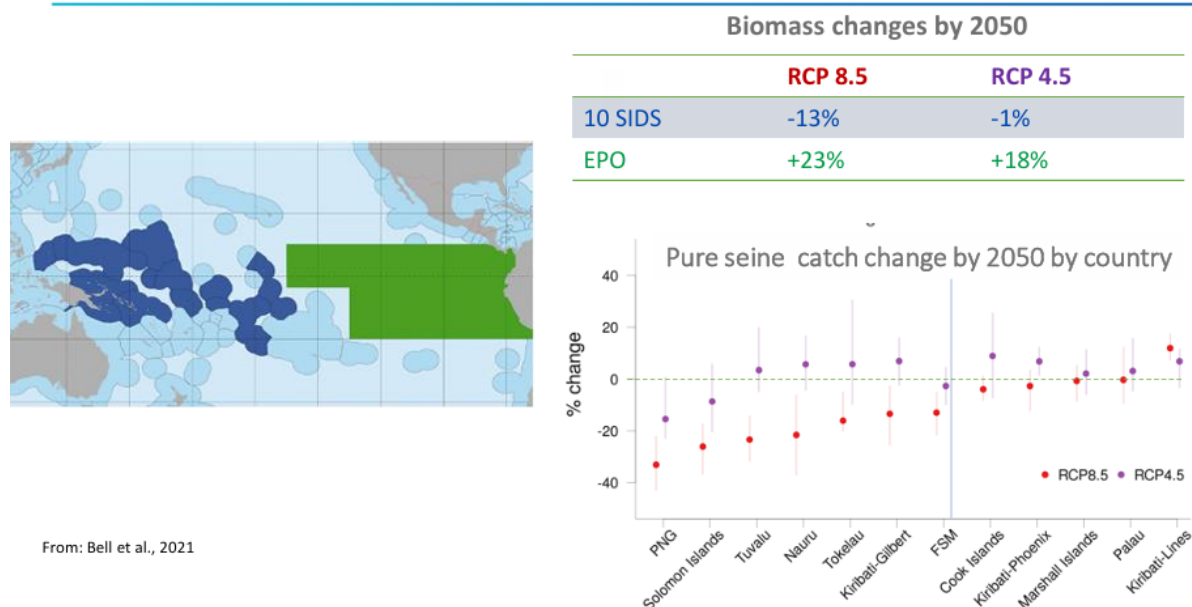 Biomass changes by 2050
RCP 8.5 RCP 4.5
10 SIDS -13% -1%
EPO +23% +18%
Pure seine catch change by 2050 by country
% change
40
20
0
-20
-40
RCP8.5 RCP4.5
PNG
Solomon Islands
Tuvalu
Nauru
Tokelau
Kiribati-Gilbert
FSM
Cook Islands
Kiribati-Phoenix
Marshall Islands
Palau
Kiribati-Lines
From: Bell et al., 2021